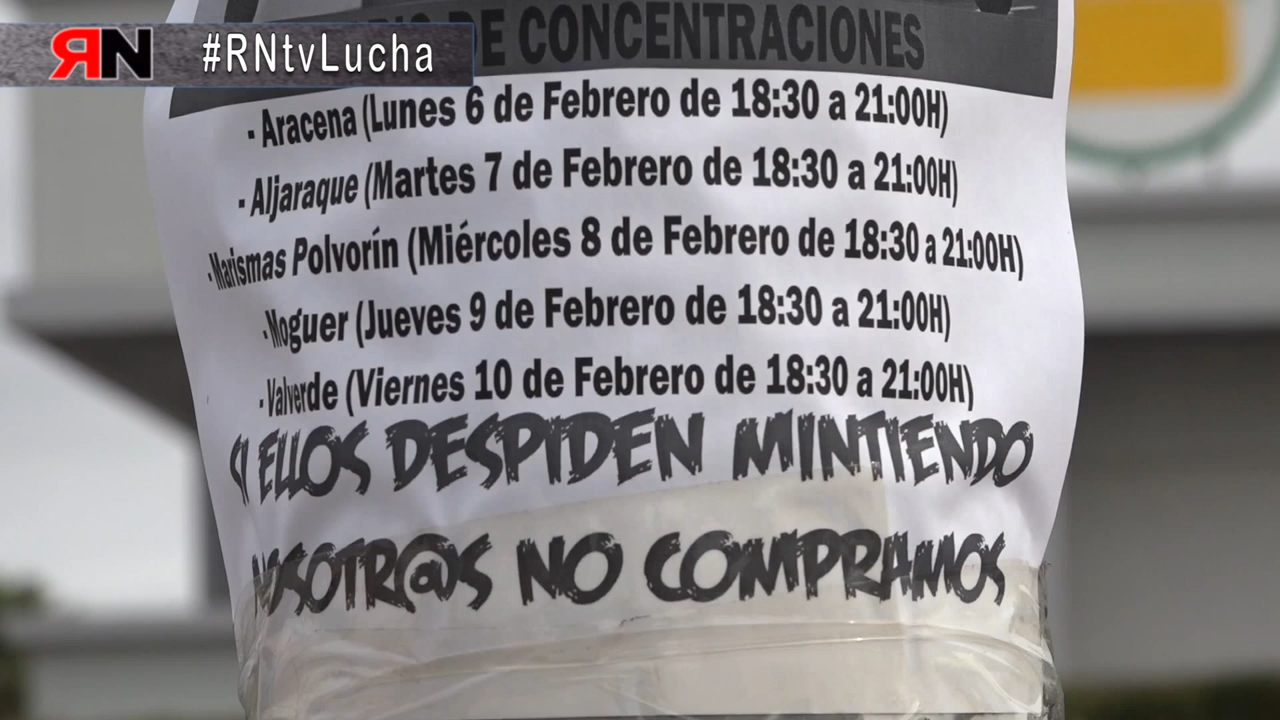 RN #RNtvLucha
DE CONCENTRACIONES
- Aracena (Lunes 6 de Febrero de 18:30 a 21:00H)
- Aljaraque (Martes 7 de Febrero de 18:30 a 21:00H)
- Marismas Polvorín (Miércoles 8 de Febrero de 18:30 a 21:00H)
- Moguer (Jueves 9 de Febrero de 18:30 a 21:00H)
- Valverde (Viernes 10 de Febrero de 18:30 a 21:00H)
SI ELLOS DESPIDEN MINTIENDO
NOSOTR@S NO COMPRAMOS